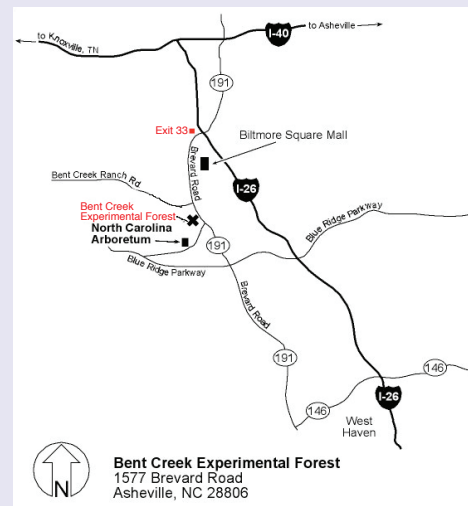 to Asheville
I-40
to Knoxville, TN
191
Exit 33
Biltmore Square Mall
Brevard Road
Bent Creek Ranch Rd.
I-26
Bent Creek
Experimental Forest
North Carolina
Arboretum
Blue Ridge Parkway
191
Blue Ridge Parkway
Brevard Road
191
146
I-26
146
West
Haven
N
Bent Creek Experimental Forest
1577 Brevard Road
Asheville, NC 28806